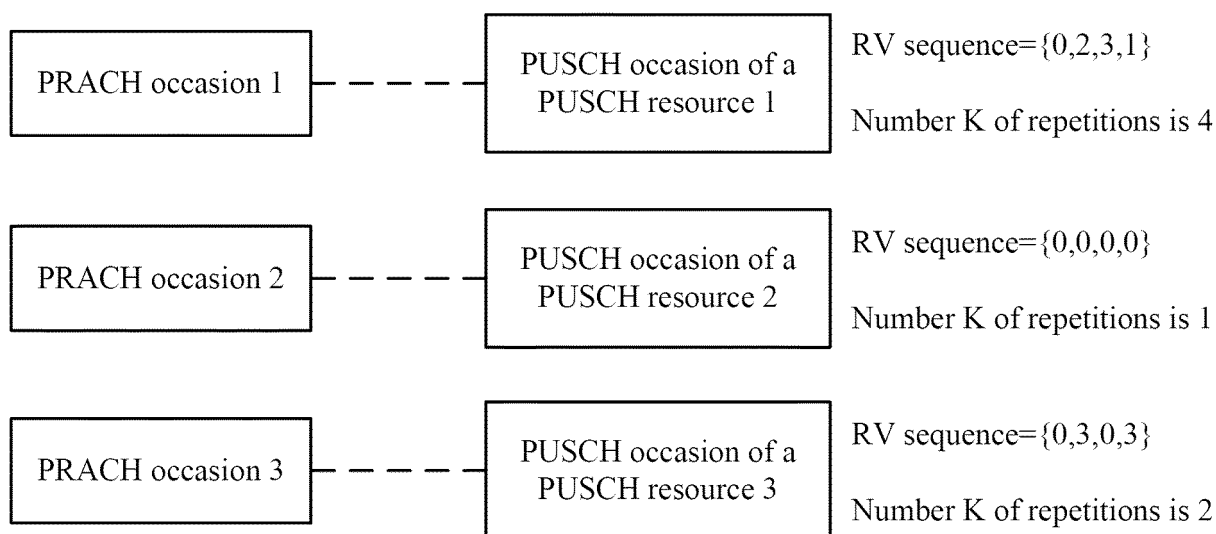 PRACH occasion 1
PUSCH occasion of a
PUSCH resource 1
RV sequence={0,2,3,1}
Number K of repetitions is 4
PRACH occasion 2
PUSCH occasion of a
PUSCH resource 2
RV sequence={0,0,0,0}
Number K of repetitions is 1
PRACH occasion 3
PUSCH occasion of a
PUSCH resource 3
RV sequence={0,3,0,3}
Number K of repetitions is 2